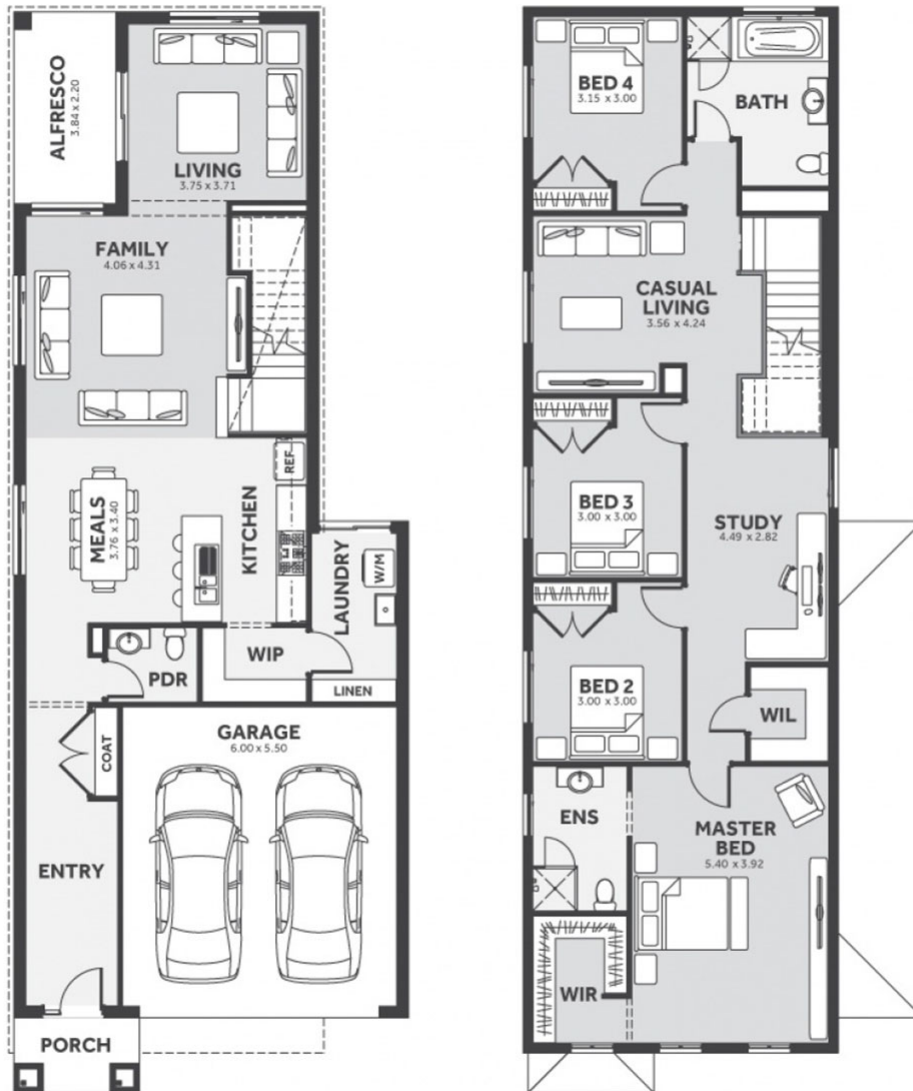 ALFRESCO
3.84 x 2.20
LIVING
3.75 x 3.71
FAMILY
4.06 x 4.31
MEALS
3.76 x 3.40
KITCHEN
REF
LAUNDRY
W/M
WIP
PDR
LINEN
COAT
GARAGE
6.00 x 5.50
ENTRY
PORCH
BED 4
3.15 x 3.00
BATH
CASUAL
LIVING
3.56 x 4.24
BED 3
3.00 x 3.00
STUDY
4.49 x 2.82
BED 2
3.00 x 3.00
WIL
ENS
MASTER
BED
5.40 x 3.92
WIR